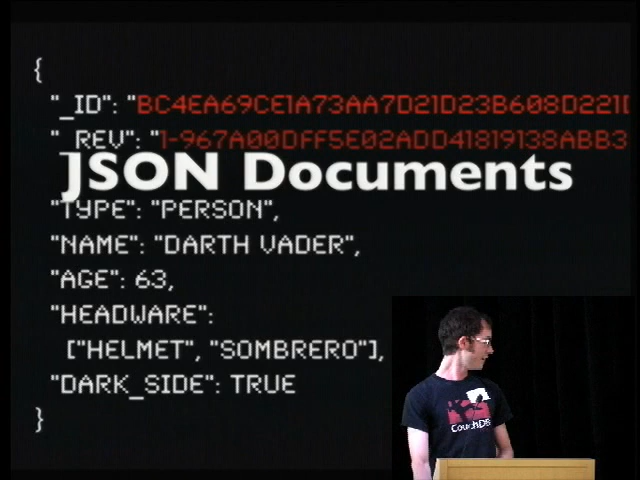 {
"_ID": "BC4EA69CE1A73AA7D21D23B608D221D
"_REV": "1-967A00DFF5E02ADD41819138ABB3
JSON Documents
"TYPE": "PERSON",
"NAME": "DARTH VADER",
"AGE": 63,
"HEADWARE":
["HELMET", "SOMBRERO"],
"DARK_SIDE": TRUE
}
CouchDB